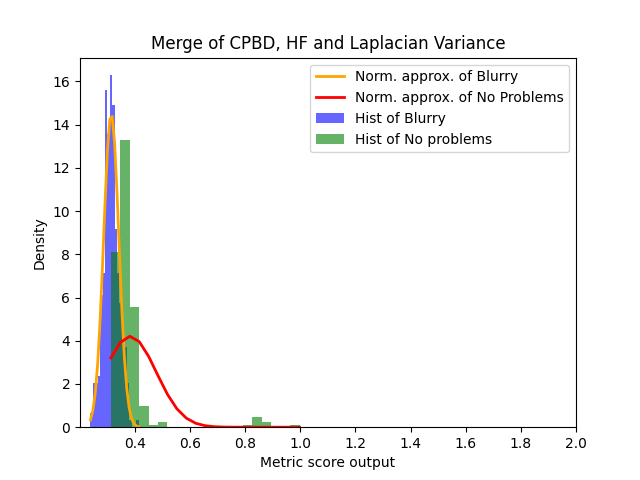 Merge of CPBD, HF and Laplacian Variance
Norm. approx. of Blurry
Norm. approx. of No Problems
Hist of Blurry
Hist of No problems
16
14
12
10
8
6
4
2
0
Density
0.4 0.6 0.8 1.0 1.2 1.4 1.6 1.8 2.0
Metric score output